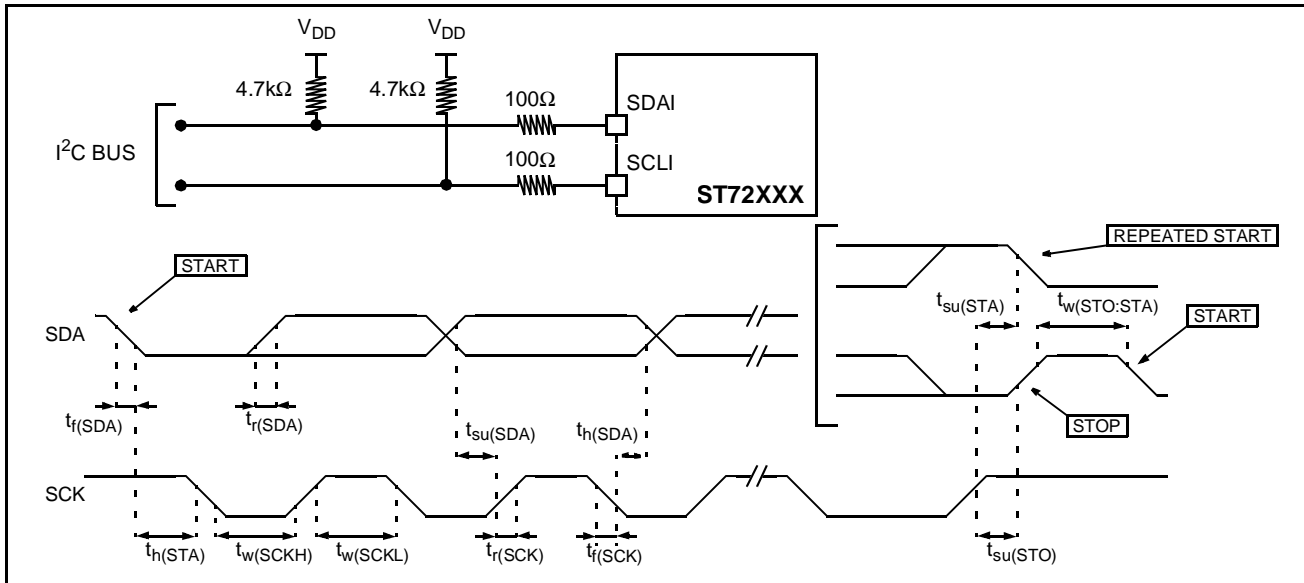 VDD VDD
4.7kΩ 4.7kΩ 100Ω SDAI
I²C BUS 100Ω SCLI
ST72XXX
REPEATED START
START tsu(STA) tw(STO:STA) START
SDA
STOP
tf(SDA) tr(SDA) tsu(SDA) th(SDA)
SCK
th(STA) tw(SCKH) tw(SCKL) tr(SCK) tf(SCK) tsu(STO)